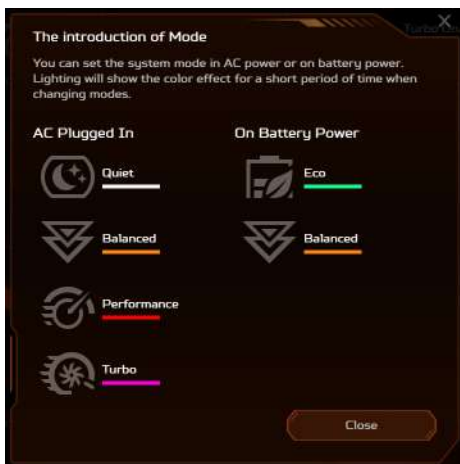 The introduction of Mode
You can set the system mode in AC power or on battery power.
Lighting will show the color effect for a short period of time when
changing modes.
AC Plugged In
Quiet
Balanced
Performance
Turbo
On Battery Power
Eco
Balanced
Close